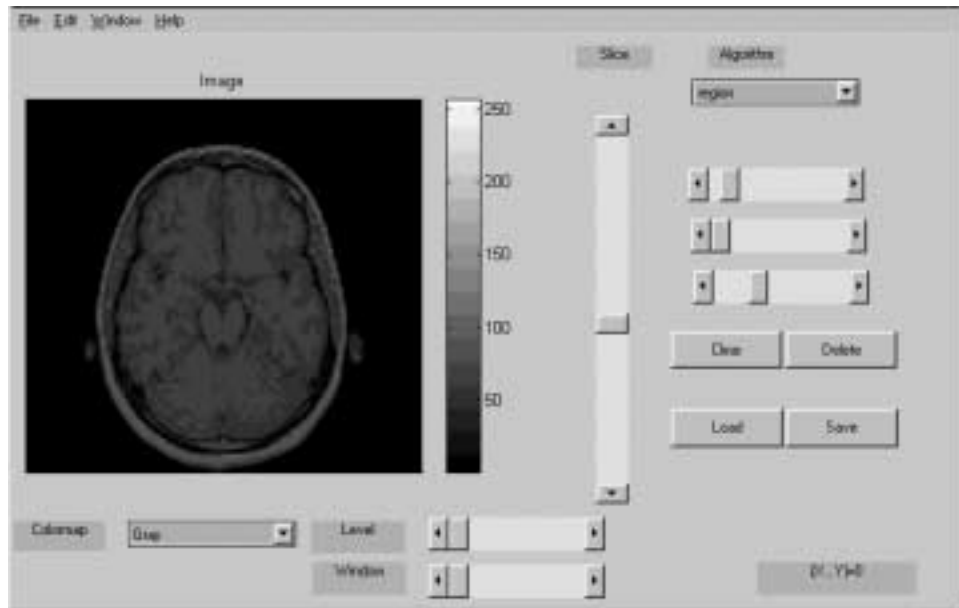 File Edit Window Help
Slice
Algorithm
Image
region
250
200
150
100
50
Clear
Delete
Load
Save
Colormap
Gray
Level
Window
(X , Y)=0